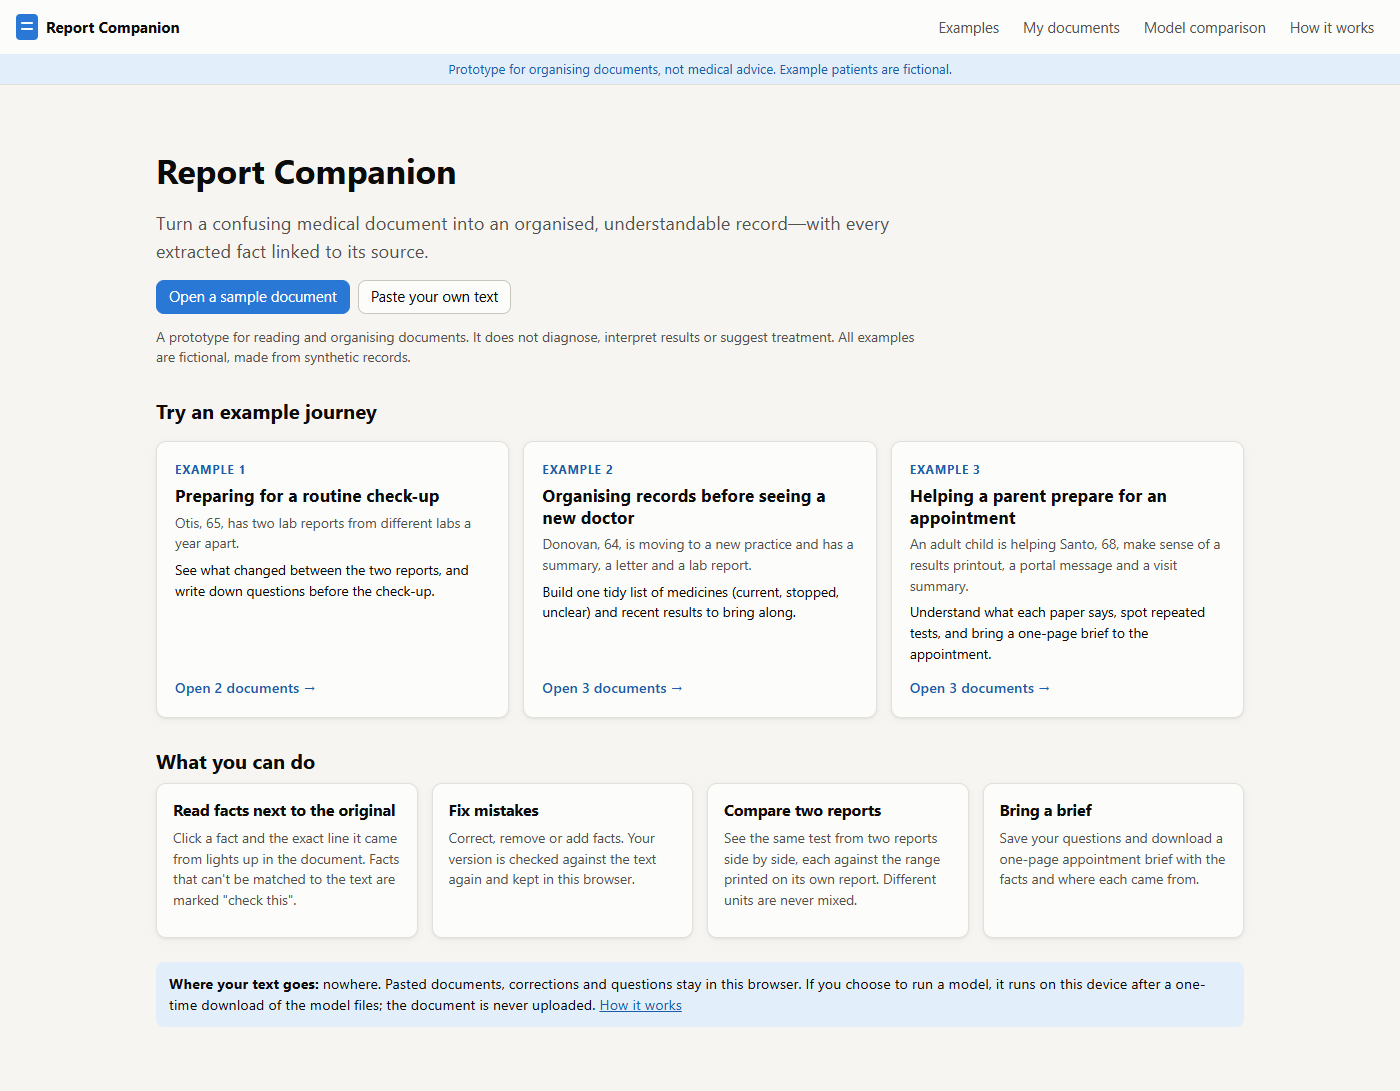 Report Companion
Examples
My documents
Model comparison
How it works
Prototype for organising documents, not medical advice. Example patients are fictional.
Report Companion
Turn a confusing medical document into an organised, understandable record—with every
extracted fact linked to its source.
Open a sample document
Paste your own text
A prototype for reading and organising documents. It does not diagnose, interpret results or suggest treatment. All examples
are fictional, made from synthetic records.
Try an example journey
EXAMPLE 1
Preparing for a routine check-up
Otis, 65, has two lab reports from different labs a
year apart.
See what changed between the two reports, and
write down questions before the check-up.
Open 2 documents →
EXAMPLE 2
Organising records before seeing a
new doctor
Donovan, 64, is moving to a new practice and has a
summary, a letter and a lab report.
Build one tidy list of medicines (current, stopped,
unclear) and recent results to bring along.
Open 3 documents →
EXAMPLE 3
Helping a parent prepare for an
appointment
An adult child is helping Santo, 68, make sense of a
results printout, a portal message and a visit
summary.
Understand what each paper says, spot repeated
tests, and bring a one-page brief to the
appointment.
Open 3 documents →
What you can do
Read facts next to the original
Click a fact and the exact line it came
from lights up in the document. Facts
that can't be matched to the text are
marked "check this".
Fix mistakes
Correct, remove or add facts. Your
version is checked against the text
again and kept in this browser.
Compare two reports
See the same test from two reports
side by side, each against the range
printed on its own report. Different
units are never mixed.
Bring a brief
Save your questions and download a
one-page appointment brief with the
facts and where each came from.
Where your text goes: nowhere. Pasted documents, corrections and questions stay in this browser. If you choose to run a model, it runs on this device after a one-
time download of the model files; the document is never uploaded. How it works